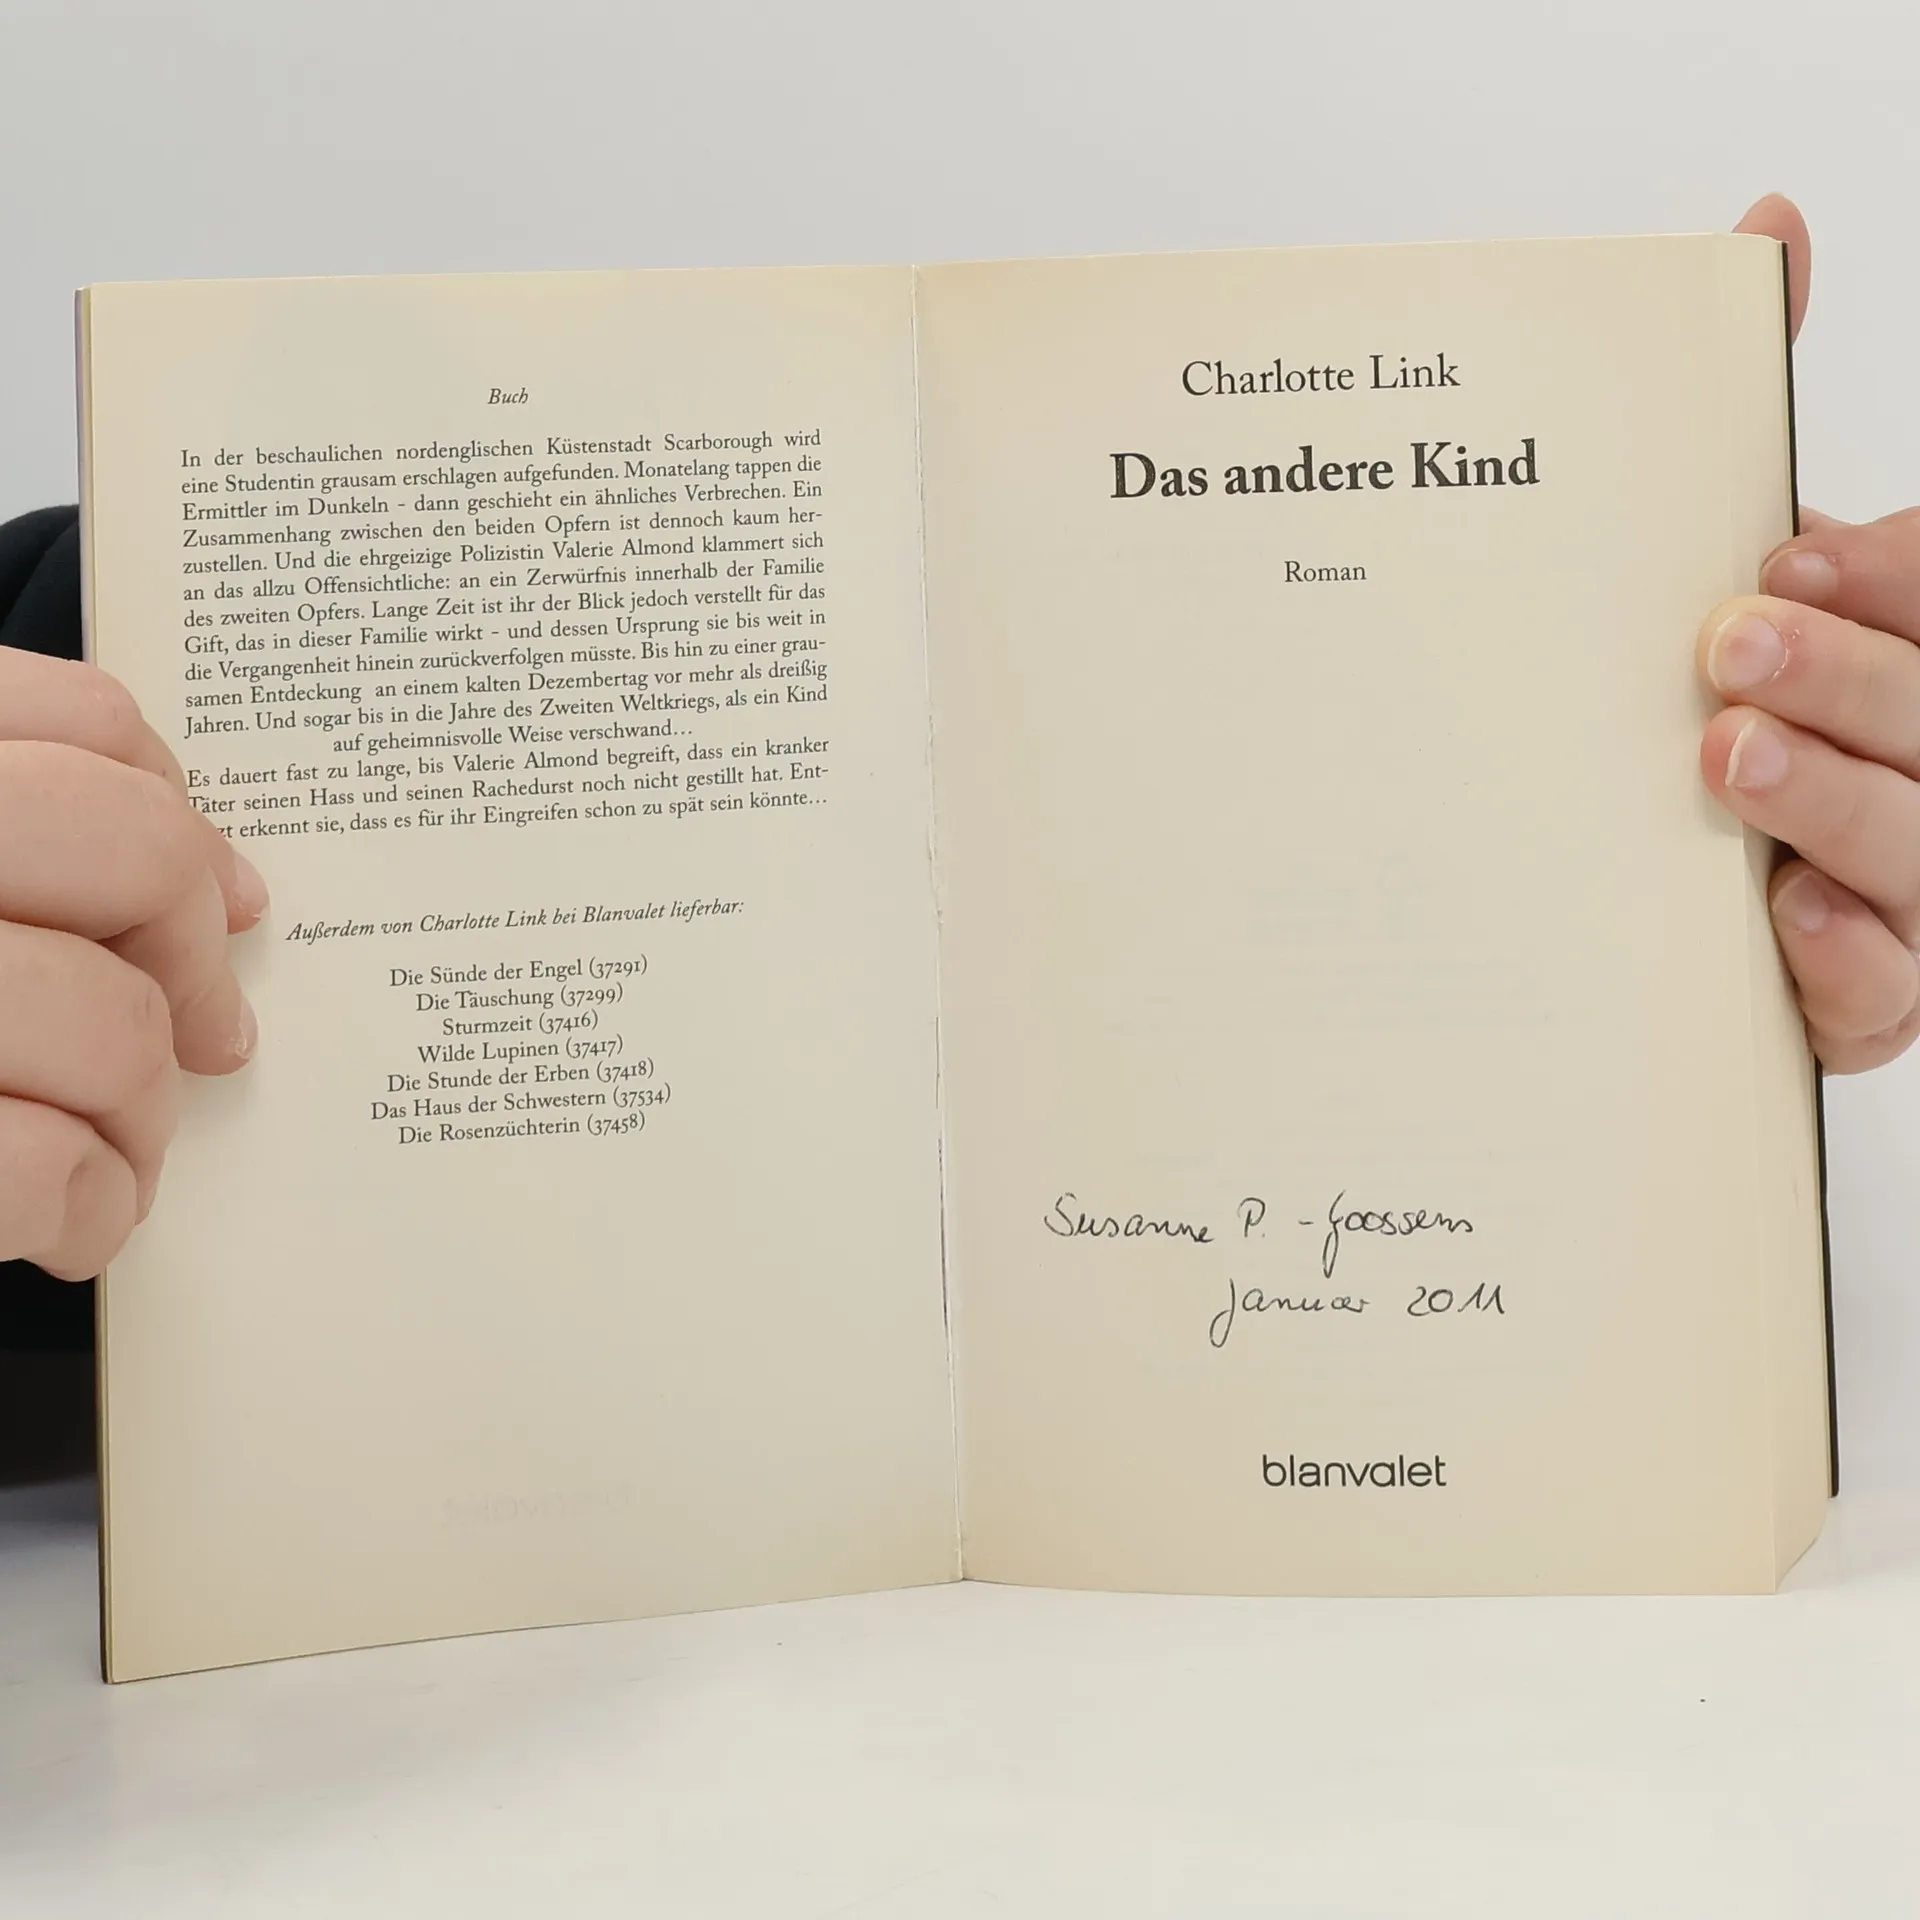 Buch
In der beschaulichen nordenglischen Küstenstadt Scarborough wird
eine Studentin grausam erschlagen aufgefunden. Monatelang tappen die
Ermittler im Dunkeln - dann geschieht ein ähnliches Verbrechen. Ein
Zusammenhang zwischen den beiden Opfern ist dennoch kaum her-
zustellen. Und die ehrgeizige Polizistin Valerie Almond klammert sich
an das allzu Offensichtliche: an ein Zerwürfnis innerhalb der Familie
des zweiten Opfers. Lange Zeit ist ihr der Blick jedoch verstellt für das
Gift, das in dieser Familie wirkt - und dessen Ursprung sie bis weit in
die Vergangenheit hinein zurückverfolgen müsste. Bis hin zu einer grau-
samen Entdeckung an einem kalten Dezembertag vor mehr als dreißig
Jahren. Und sogar bis in die Jahre des Zweiten Weltkriegs, als ein Kind
auf geheimnisvolle Weise verschwand...
Es dauert fast zu lange, bis Valerie Almond begreift, dass ein kranker
Täter seinen Hass und seinen Rachedurst noch nicht gestillt hat. Ent-
zt erkennt sie, dass es für ihr Eingreifen schon zu spät sein könnte...
Außerdem von Charlotte Link bei Blanvalet lieferbar:
Die Sünde der Engel (37291)
Die Täuschung (37299)
Sturmzeit (37416)
Wilde Lupinen (37417)
Die Stunde der Erben (37418)
Das Haus der Schwestern (37534)
Die Rosenzüchterin (37458)
Charlotte Link
Das andere Kind
Roman
Susanne P. - Goossens
Januar 2011
blanvalet